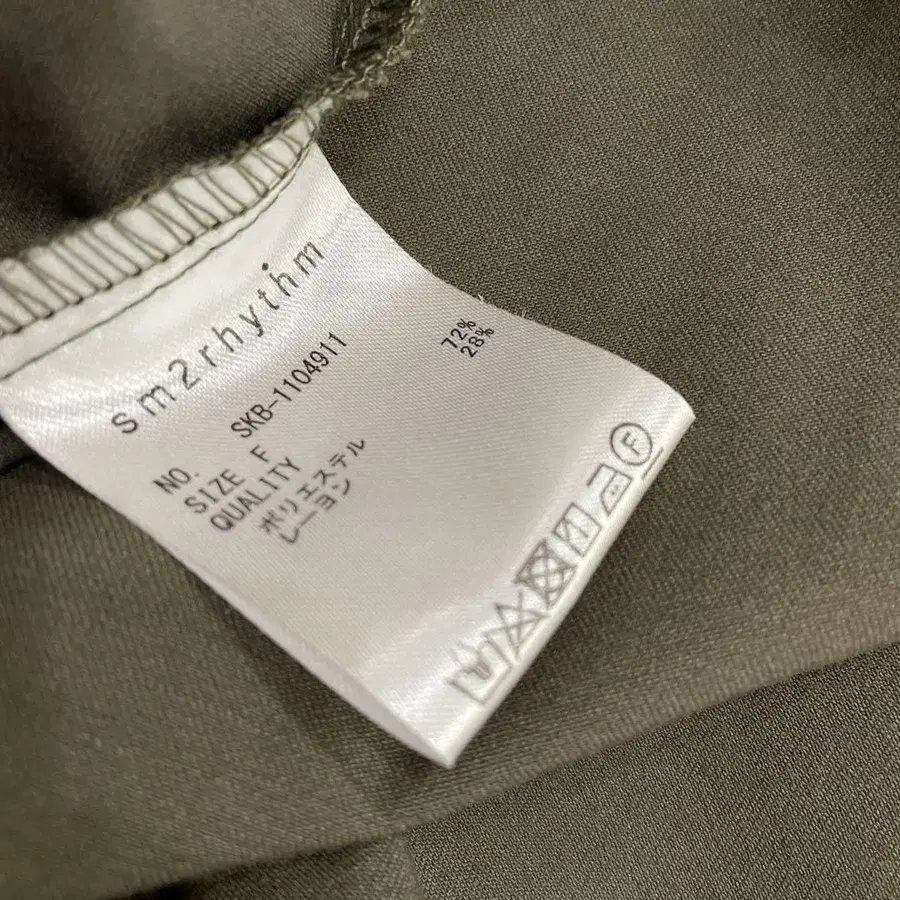 sm2rhythm
NO. SKB-1104911
SIZE F
QUALITY
ポリエステル 72%
レーヨン 28%
F